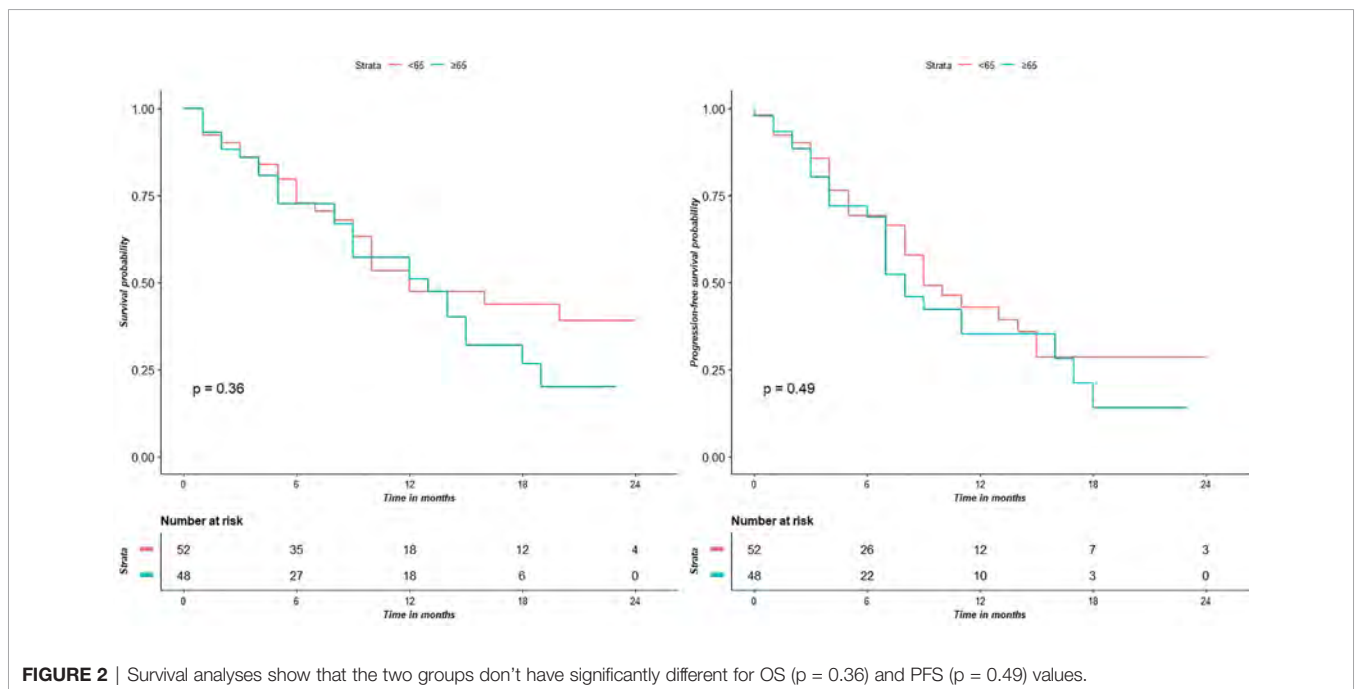 Strata <65 ≥65
1.00
0.75
0.50
0.25
0.00
Survival probability
p = 0.36
0 6 12 18 24
Time in months
Number at risk
Strata
52 35 18 12 4
48 27 18 6 0
0 6 12 18 24
Time in months
Strata <65 ≥65
1.00
0.75
0.50
0.25
0.00
Progression-free survival probability
p = 0.49
0 6 12 18 24
Time in months
Number at risk
Strata
52 26 12 7 3
48 22 10 3 0
0 6 12 18 24
Time in months
FIGURE 2 | Survival analyses show that the two groups don’t have significantly different for OS (p = 0.36) and PFS (p = 0.49) values.